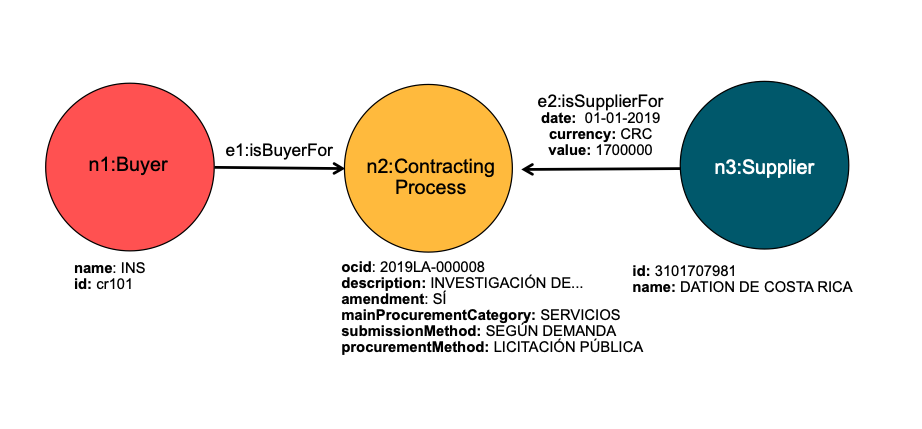 n1:Buyer
name: INS
id: cr101
e1:isBuyerFor
n2:Contracting
Process
ocid: 2019LA-000008
description: INVESTIGACIÓN DE...
amendment: SÍ
mainProcurementCategory: SERVICIOS
submissionMethod: SEGÚN DEMANDA
procurementMethod: LICITACIÓN PÚBLICA
e2:isSupplierFor
date: 01-01-2019
currency: CRC
value: 1700000
n3:Supplier
id: 3101707981
name: DATION DE COSTA RICA